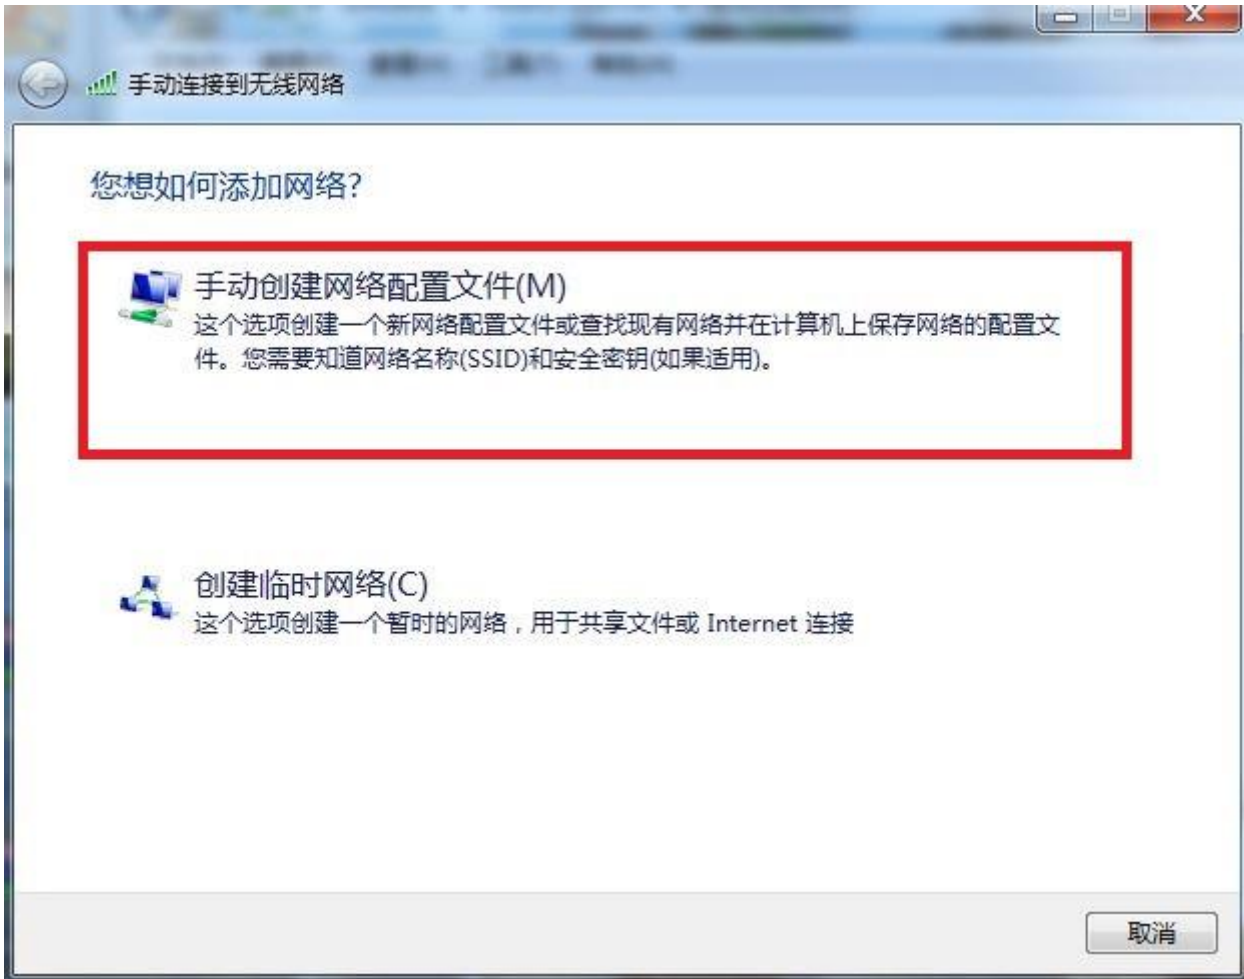 手动连接到无线网络
您想如何添加网络?
手动创建网络配置文件(M)
这个选项创建一个新网络配置文件或查找现有网络并在计算机上保存网络的配置文
件。您需要知道网络名称(SSID)和安全密钥(如果适用)。
创建临时网络(C)
这个选项创建一个暂时的网络，用于共享文件或 Internet 连接
取消